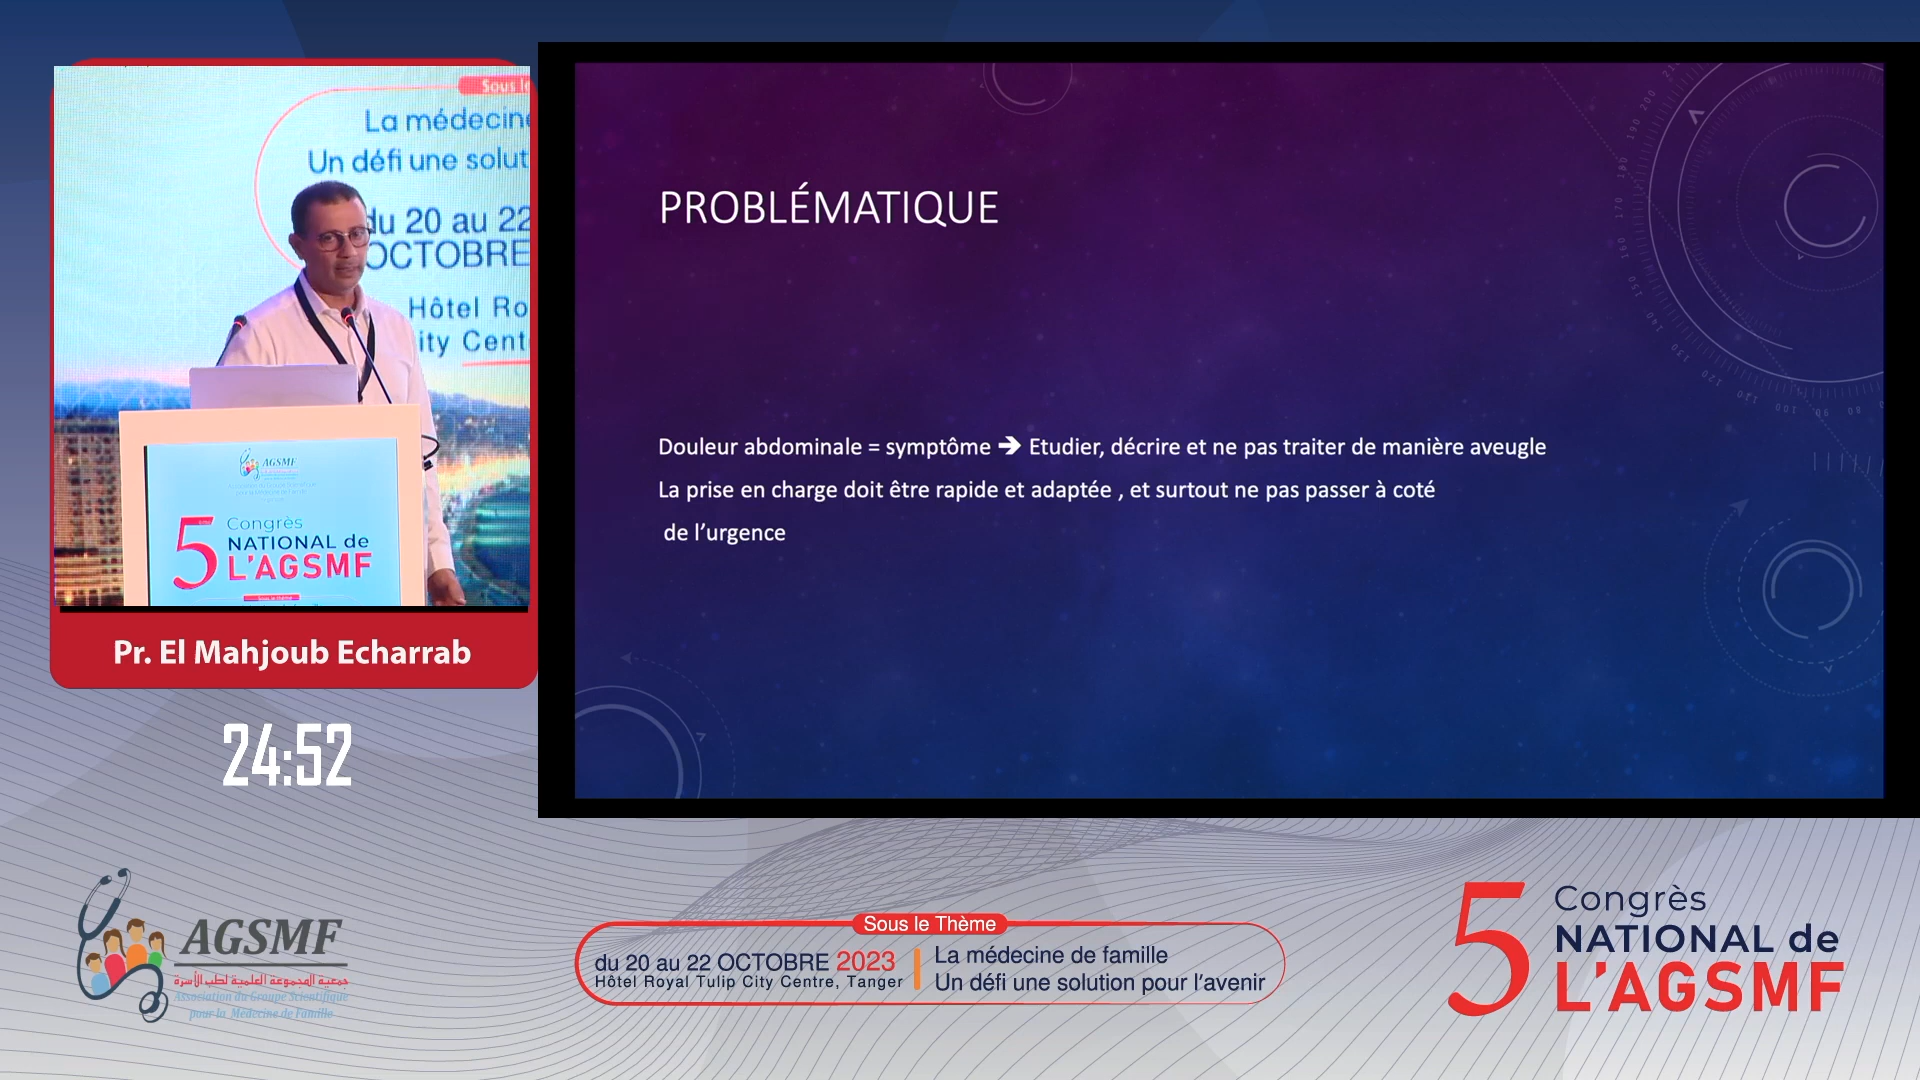 Sous le
La médecine
Un défi une solut
du 20 au 22
OCTOBRE
Hôtel Ro
ity Cent
AGSMF
Congrès
5 NATIONAL de
L'AGSMF
Pr. El Mahjoub Echarrab
24:52
PROBLÉMATIQUE
Douleur abdominale = symptôme ➔ Etudier, décrire et ne pas traiter de manière aveugle
La prise en charge doit être rapide et adaptée , et surtout ne pas passer à coté
de l’urgence
AGSMF
جمعية المجموعة العلمية لطب الأسرة
Association du Groupe Scientifique
pour la Médecine de Famille
Sous le Thème
du 20 au 22 OCTOBRE 2023
Hôtel Royal Tulip City Centre, Tanger
La médecine de famille
Un défi une solution pour l’avenir
5 Congrès
NATIONAL de
L'AGSMF